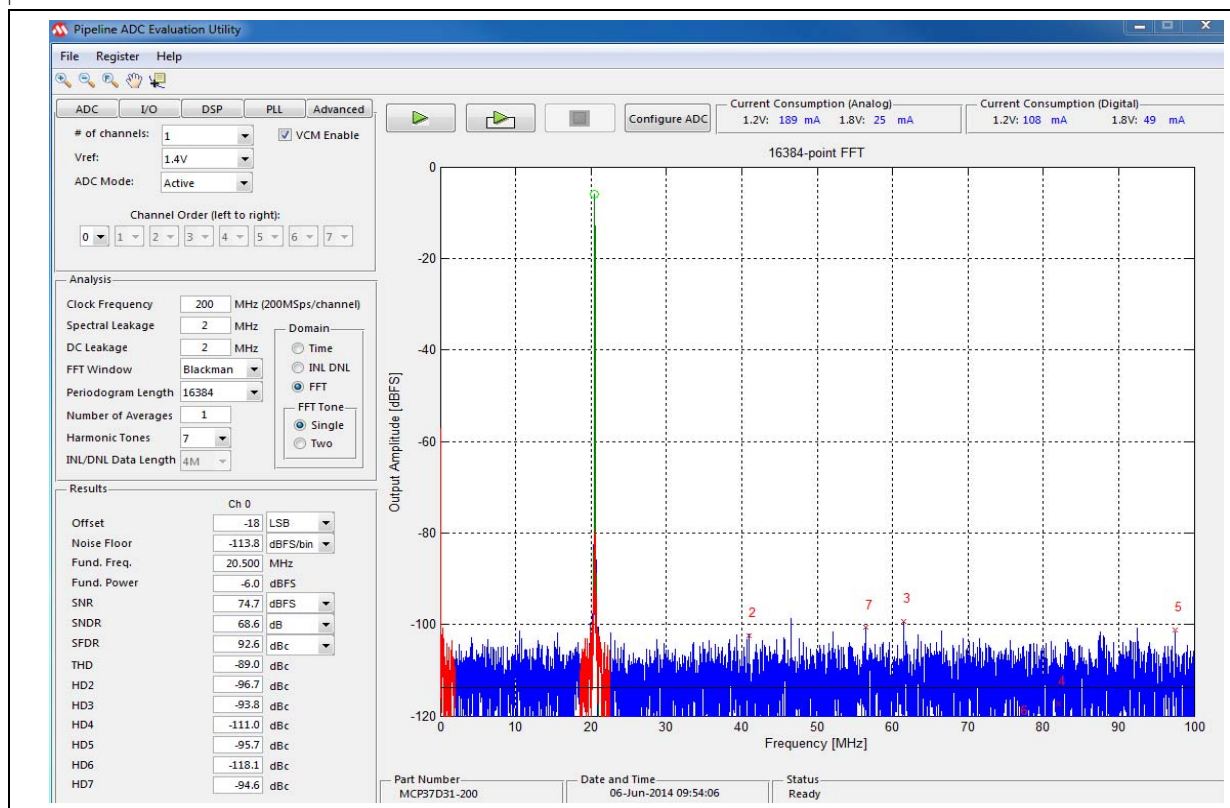 Pipeline ADC Evaluation Utility
File Register Help
ADC I/O DSP PLL Advanced
# of channels: 1 VCM Enable
Vref: 1.4V
ADC Mode: Active
Channel Order (left to right):
0 1 2 3 4 5 6 7
Analysis
Clock Frequency 200 MHz (200MSps/channel)
Spectral Leakage 2 MHz
DC Leakage 2 MHz
FFT Window Blackman
Periodogram Length 16384
Number of Averages 1
Harmonic Tones 7
INL/DNL Data Length 4M
Domain
Time
INL DNL
FFT
FFT Tone
Single
Two
Results
Ch 0
Offset -18 LSB
Noise Floor -113.8 dBFS/bin
Fund. Freq. 20.500 MHz
Fund. Power -6.0 dBFS
SNR 74.7 dBFS
SNDR 68.6 dB
SFDR 92.6 dBc
THD -89.0 dBc
HD2 -96.7 dBc
HD3 -93.8 dBc
HD4 -111.0 dBc
HD5 -95.7 dBc
HD6 -118.1 dBc
HD7 -94.6 dBc
Configure ADC
Current Consumption (Analog)
1.2V: 189 mA 1.8V: 25 mA
Current Consumption (Digital)
1.2V: 108 mA 1.8V: 49 mA
16384-point FFT
Output Amplitude [dBFS]
0
-20
-40
-60
-80
-100
-120
2
7
3
5
4
6
0 10 20 30 40 50 60 70 80 90 100
Frequency [MHz]
Part Number
MCP37D31-200
Date and Time
06-Jun-2014 09:54:06
Status
Ready